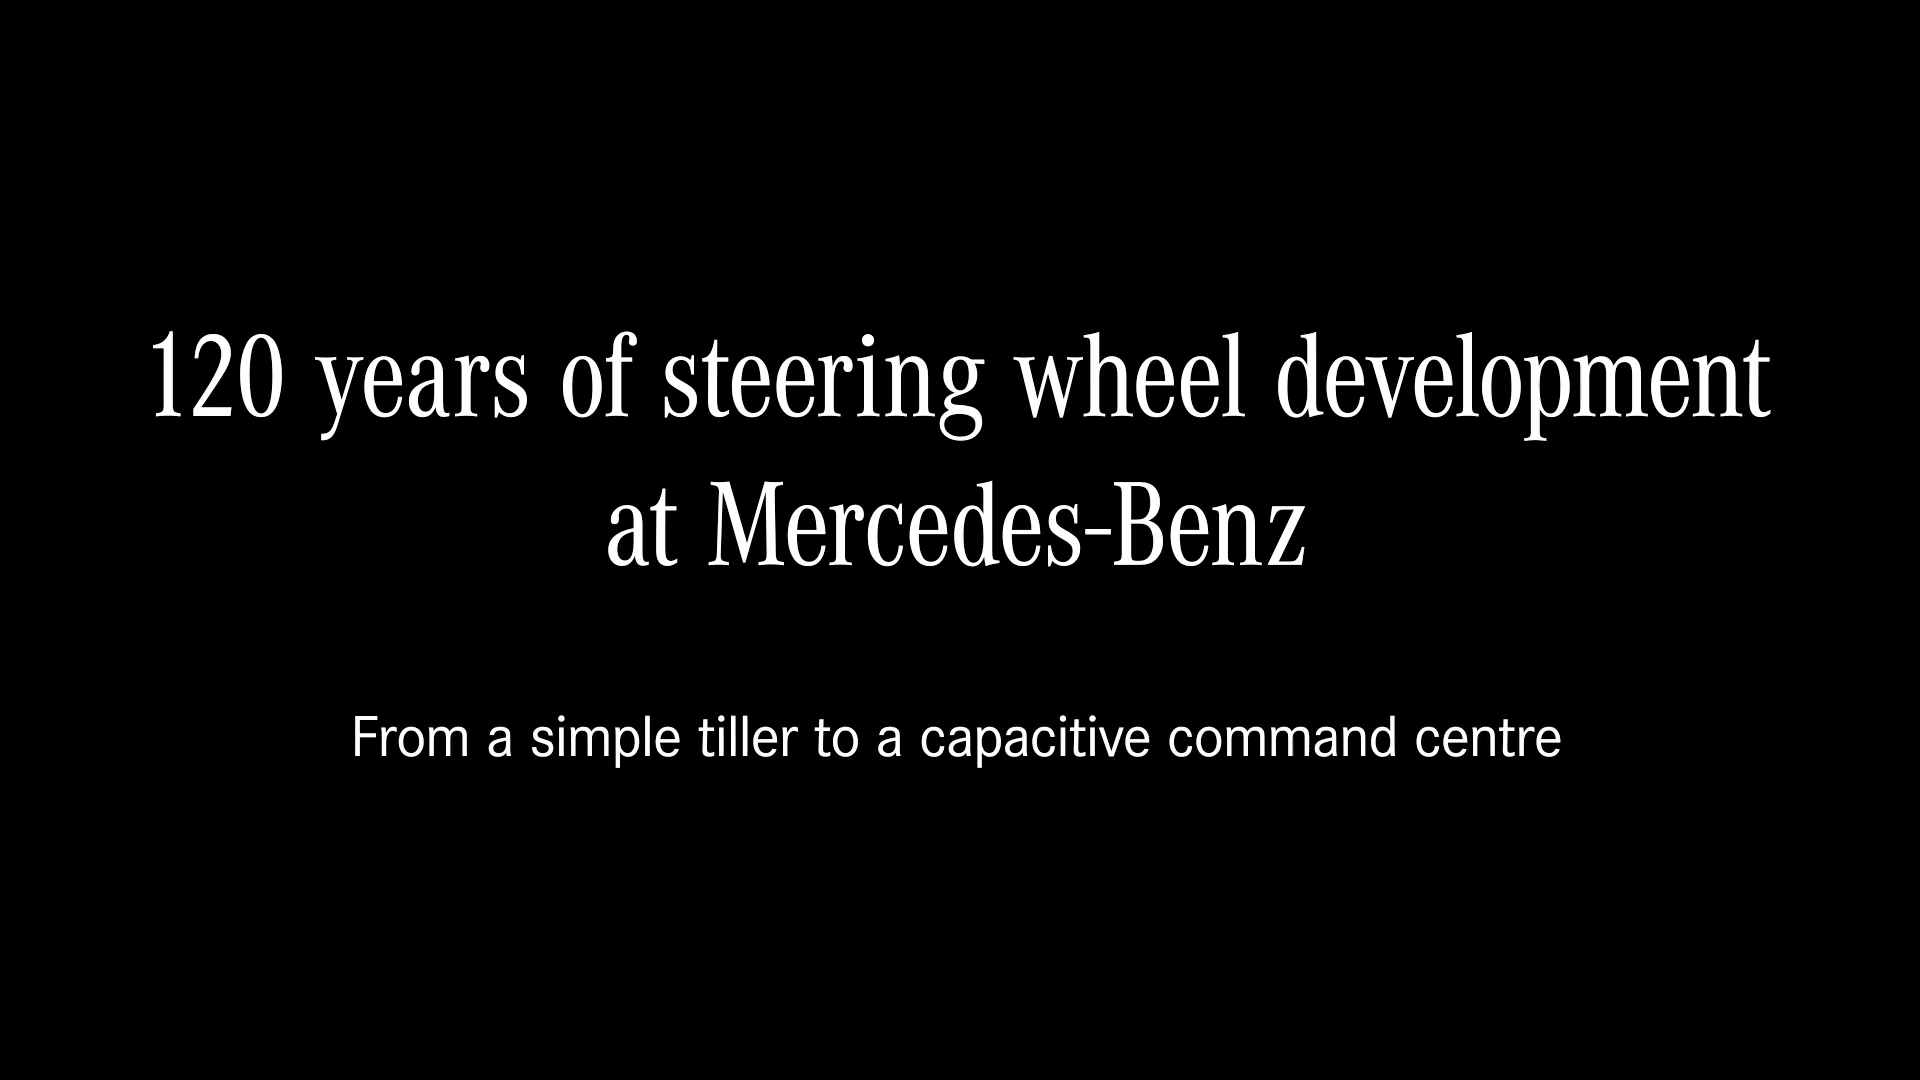 120 years of steering wheel development
at Mercedes-Benz
From a simple tiller to a capacitive command centre